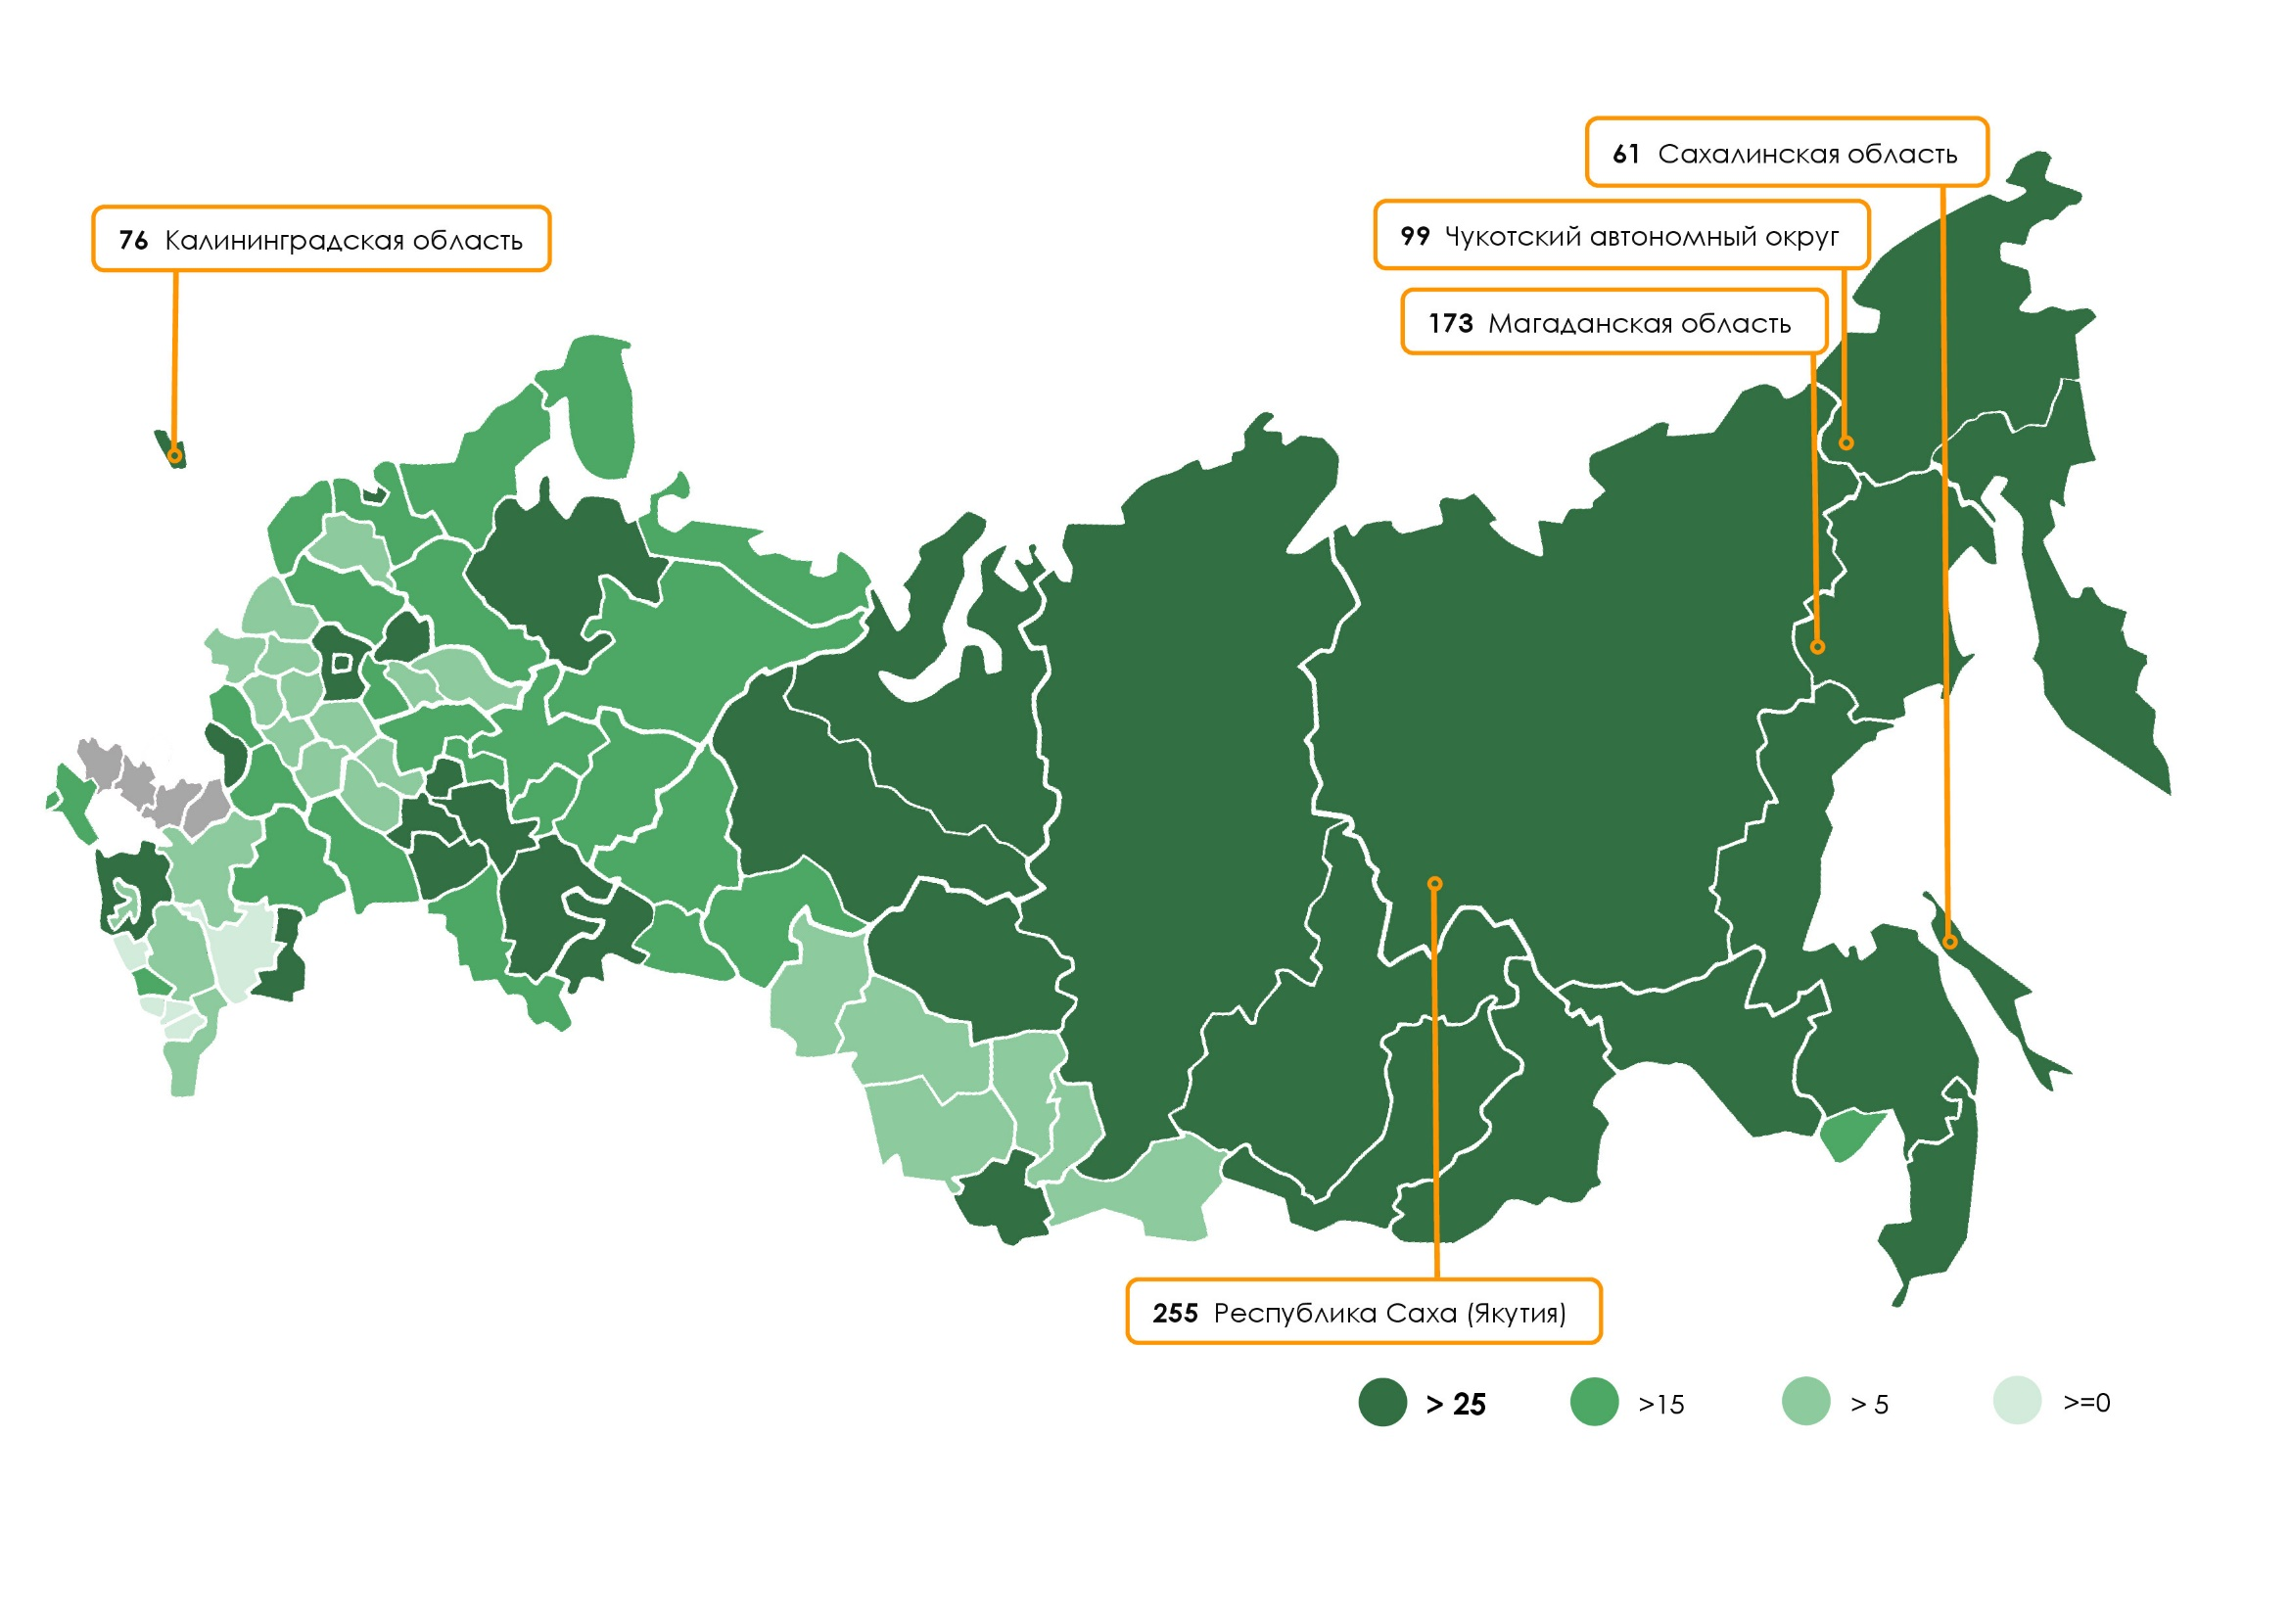 61 Сахалинская область
99 Чукотский автономный округ
76 Калининградская область
173 Магаданская область
255 Республика Саха (Якутия)
> 25
>15
> 5
>=0